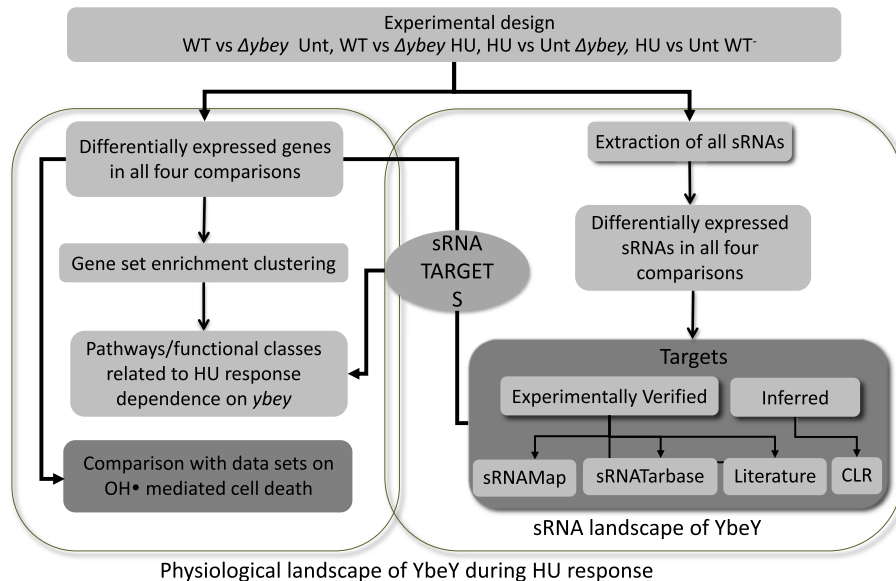 Experimental design
WT vs Δybey Unt, WT vs Δybey HU, HU vs Unt Δybey, HU vs Unt WT-
Differentially expressed genes
in all four comparisons
Gene set enrichment clustering
Pathways/functional classes
related to HU response
dependence on ybey
Comparison with data sets on
OH• mediated cell death
sRNA
TARGET
S
Extraction of all sRNAs
Differentially expressed
sRNAs in all four
comparisons
Targets
Experimentally Verified
Inferred
sRNAMap
sRNATarbase
Literature
CLR
sRNA landscape of YbeY
Physiological landscape of YbeY during HU response